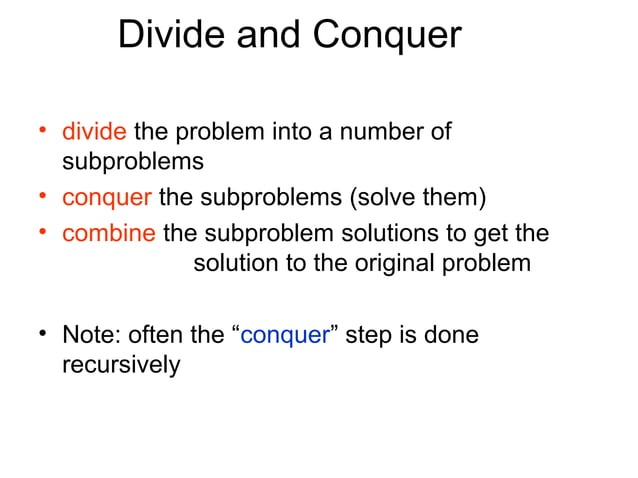 Divide and Conquer
• divide the problem into a number of
subproblems
• conquer the subproblems (solve them)
• combine the subproblem solutions to get the
solution to the original problem
• Note: often the “conquer” step is done
recursively